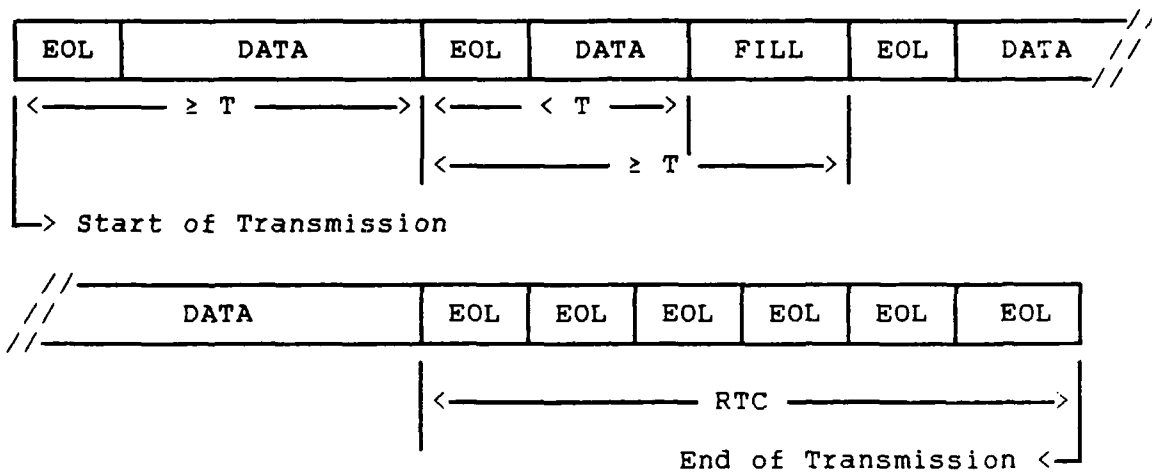 EOL DATA EOL DATA FILL EOL DATA
≥ T < T
≥ T
Start of Transmission
DATA EOL EOL EOL EOL EOL EOL
RTC
End of Transmission